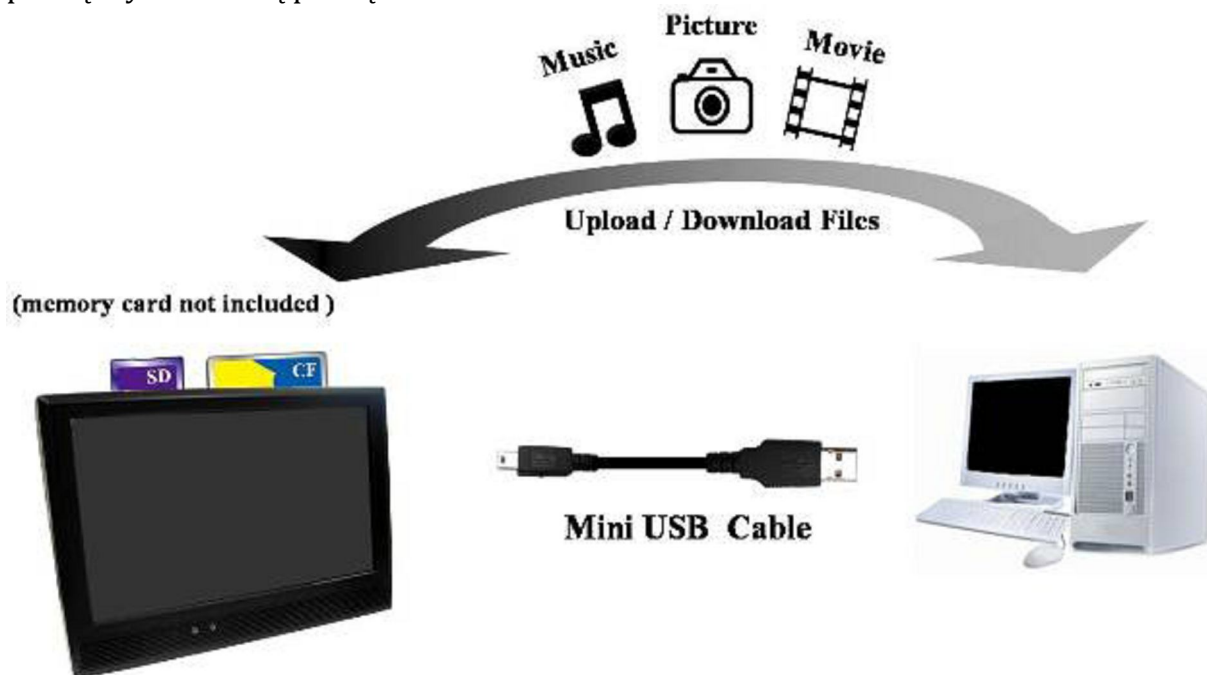 Music
Picture
Movie
Upload / Download Files
(memory card not included )
SD
CF
Mini USB Cable